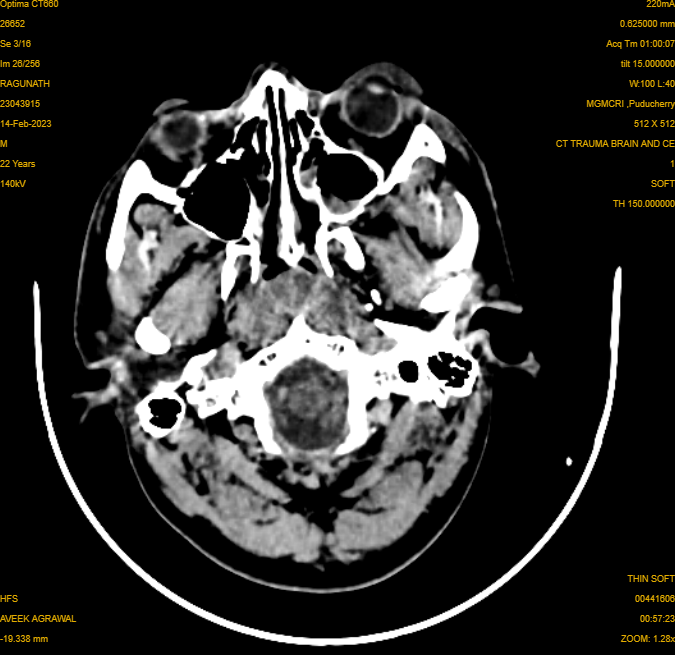 Optima CT660
26652
Se 3/16
Im 26/256
RAGUNATH
23043915
14-Feb-2023
M
22 Years
140kV
220mA
0.625000 mm
Acq Tm 01:00:07
tilt 15.000000
W:100 L:40
MGMCRI ,Puducherry
512 X 512
CT TRAUMA BRAIN AND CE
1
SOFT
TH 150.000000
HFS
AVEEK AGRAWAL
-19.338 mm
THIN SOFT
00441606
00:57:23
ZOOM: 1.28x